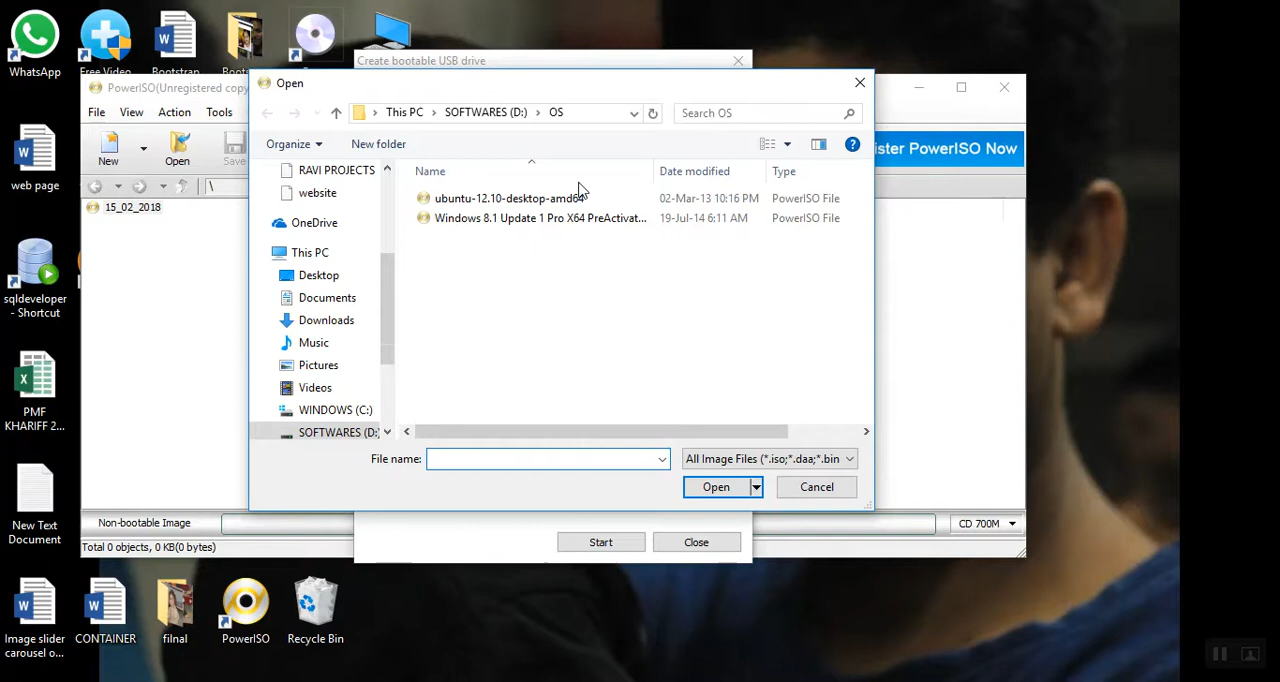 WhatsApp
Free Video
Bootstrap
Create bootable USB drive
PowerISO(Unregistered copy
File View Action Tools
New
Open
Save
ister PowerISO Now
\
15_02_2018
Open
This PC SOFTWARES (D:) OS
Search OS
Organize
New folder
RAVI PROJECTS
website
OneDrive
This PC
Desktop
Documents
Downloads
Music
Pictures
Videos
WINDOWS (C:)
SOFTWARES (D:)
Name Date modified Type
ubuntu-12.10-desktop-amd64 02-Mar-13 10:16 PM PowerISO File
Windows 8.1 Update 1 Pro X64 PreActivat... 19-Jul-14 6:11 AM PowerISO File
File name:
All Image Files (*.iso;*.daa;*.bin
Open
Cancel
Start
Close
Non-bootable Image
CD 700M
Total 0 objects, 0 KB(0 bytes)
web page
sqldeveloper -
Shortcut
PMF
KHARIFF 2...
New Text
Document
Image slider
carousel o...
CONTAINER
filnal
PowerISO
Recycle Bin